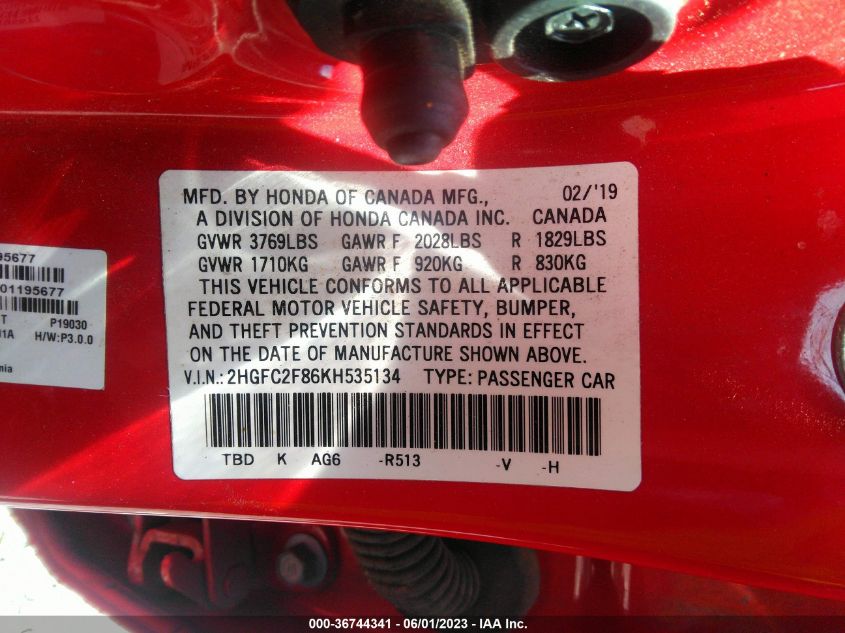 MFD. BY HONDA OF CANADA MFG., 02/'19
A DIVISION OF HONDA CANADA INC. CANADA
GVWR 3769LBS GAWR F 2028LBS R 1829LBS
GVWR 1710KG GAWR F 920KG R 830KG
THIS VEHICLE CONFORMS TO ALL APPLICABLE
FEDERAL MOTOR VEHICLE SAFETY, BUMPER,
AND THEFT PREVENTION STANDARDS IN EFFECT
ON THE DATE OF MANUFACTURE SHOWN ABOVE.
V.I.N.: 2HGFC2F86KH535134 TYPE: PASSENGER CAR
TBD K AG6 -R513 -V -H
95677
01195677
T P19030
11A H/W:P3.0.0
nia
000-36744341 - 06/01/2023 - IAA Inc.